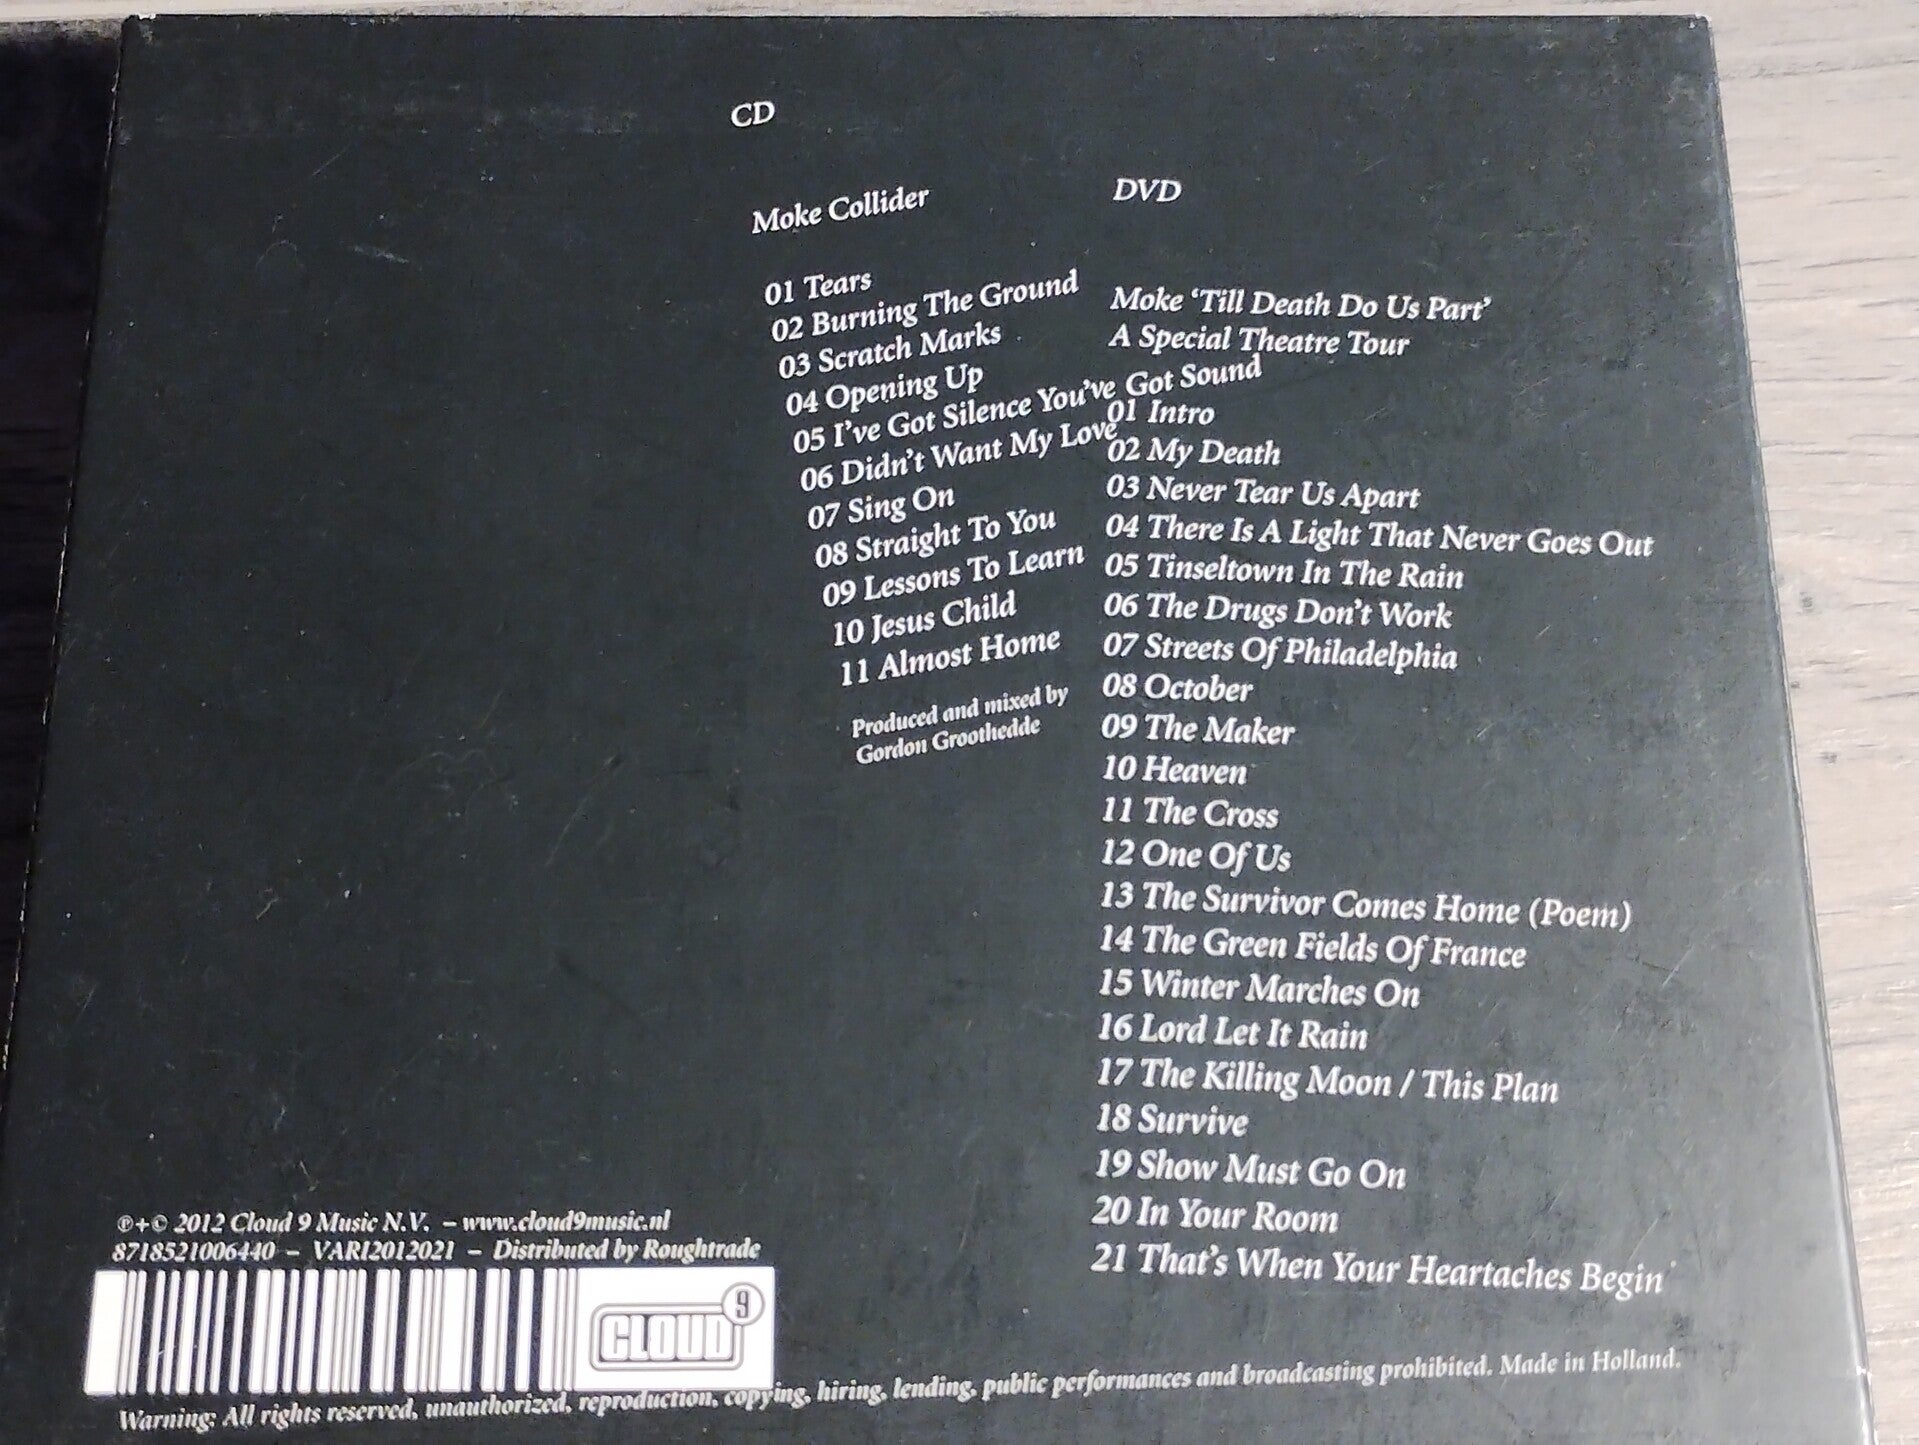 CD
Moke Collider
01 Tears
02 Burning The Ground
03 Scratch Marks
04 Opening Up
05 I've Got Silence You've Got Sound
06 Didn't Want My Love
07 Sing On
08 Straight To You
09 Lessons To Learn
10 Jesus Child
11 Almost Home
Produced and mixed by
Gordon Groothedde
DVD
Moke ‘Till Death Do Us Part’
A Special Theatre Tour
01 Intro
02 My Death
03 Never Tear Us Apart
04 There Is A Light That Never Goes Out
05 Tinseltown In The Rain
06 The Drugs Don't Work
07 Streets Of Philadelphia
08 October
09 The Maker
10 Heaven
11 The Cross
12 One Of Us
13 The Survivor Comes Home (Poem)
14 The Green Fields Of France
15 Winter Marches On
16 Lord Let It Rain
17 The Killing Moon / This Plan
18 Survive
19 Show Must Go On
20 In Your Room
21 That's When Your Heartaches Begin
℗+© 2012 Cloud 9 Music N.V. – www.cloud9music.nl
8718521006440 – VARI2012021 – Distributed by Roughtrade
CLOUD 9
Warning: All rights reserved, unauthorized, reproduction, copying, hiring, lending, public performances and broadcasting prohibited. Made in Holland.